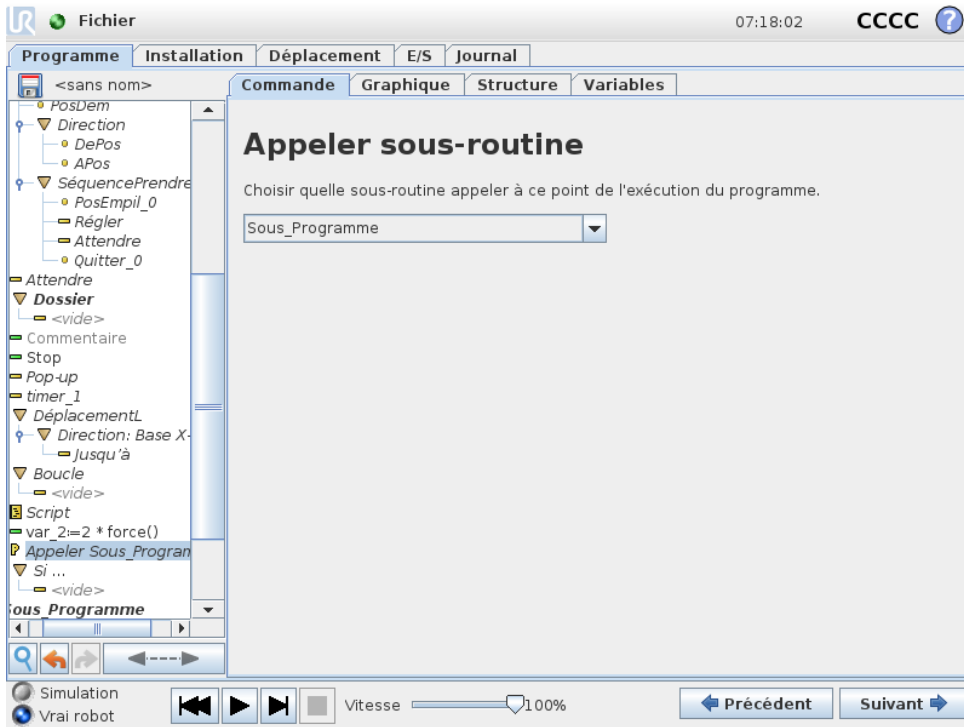 UR Fichier 07:18:02 CCCC ?
Programme Installation Déplacement E/S Journal
<sans nom> Commande Graphique Structure Variables
PosDem
Direction
DePos
APos
SéquencePrendre
PosEmpil_0
Régler
Attendre
Quitter_0
Attendre
Dossier
<vide>
Commentaire
Stop
Pop-up
timer_1
DéplacementL
Direction: Base X-
Jusqu'à
Boucle
<vide>
Script
var_2:=2 * force()
Appeler Sous_Program
Si ...
<vide>
Sous_Programme
Appeler sous-routine
Choisir quelle sous-routine appeler à ce point de l'exécution du programme.
Sous_Programme
Simulation
Vrai robot
Vitesse 100%
Précédent Suivant